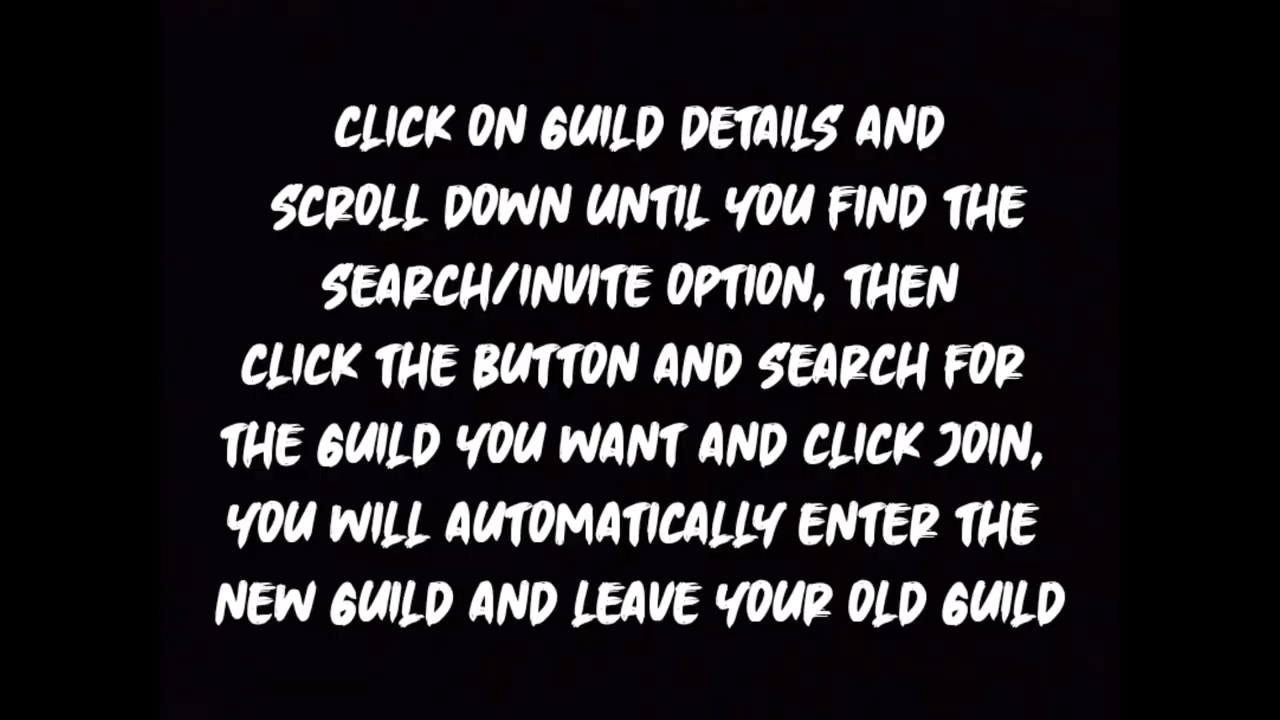 CLICK ON GUILD DETAILS AND
SCROLL DOWN UNTIL YOU FIND THE
SEARCH/INVITE OPTION, THEN
CLICK THE BUTTON AND SEARCH FOR
THE GUILD YOU WANT AND CLICK JOIN,
YOU WILL AUTOMATICALLY ENTER THE
NEW GUILD AND LEAVE YOUR OLD GUILD